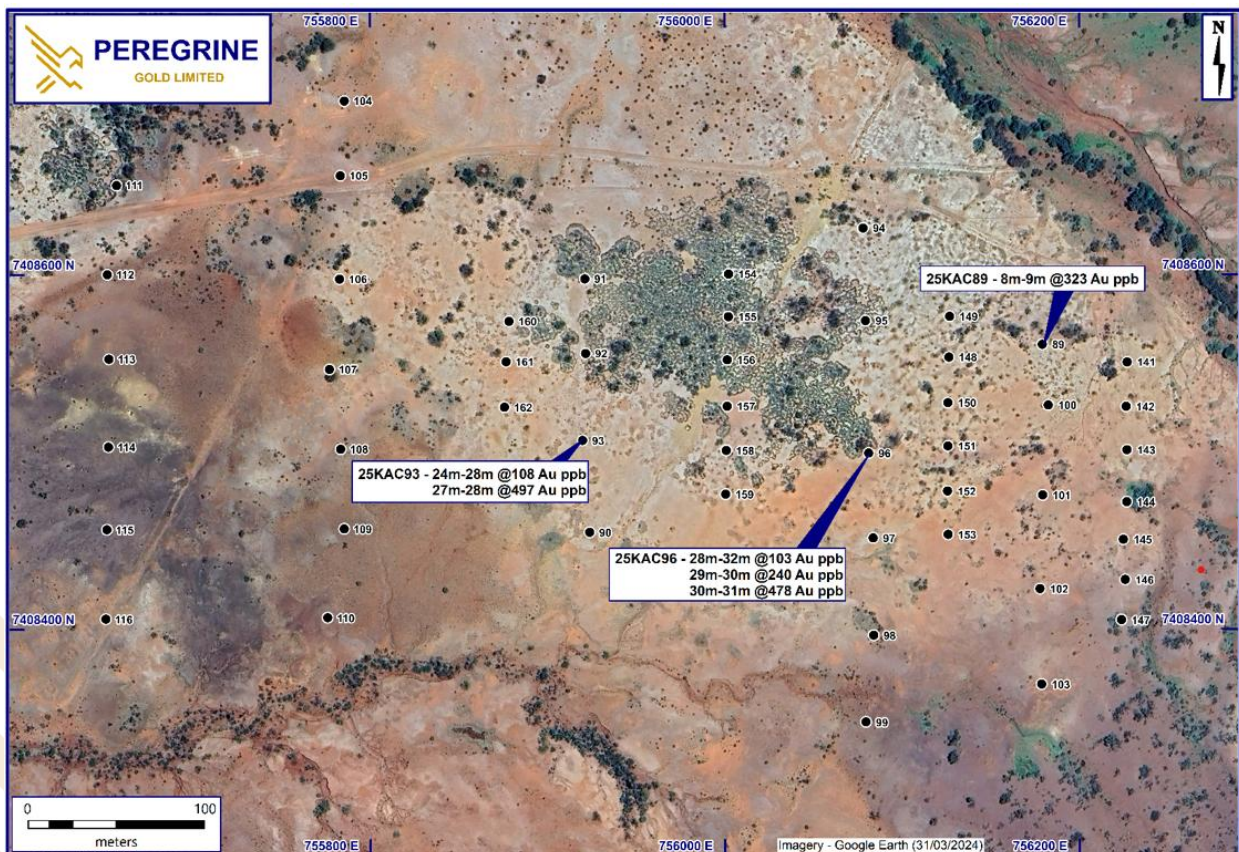 755800 E
756000 E
756200 E
PEREGRINE
GOLD LIMITED
N
104
105
111
94
7408600 N
7408600 N
112
106
91
154
25KAC89 - 8m-9m @323 Au ppb
160
155
95
149
89
113
107
161
92
156
148
141
162
157
150
100
142
93
114
108
158
96
151
143
25KAC93 - 24m-28m @108 Au ppb
27m-28m @497 Au ppb
159
152
101
144
115
109
90
97
153
145
25KAC96 - 28m-32m @103 Au ppb
29m-30m @240 Au ppb
30m-31m @478 Au ppb
146
102
116
110
7408400 N
147
7408400 N
98
103
99
0
100
meters
755800 E
756000 E
756200 E
Imagery - Google Earth (31/03/2024)